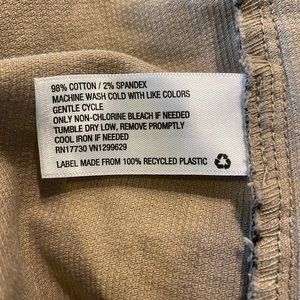 98% COTTON / 2% SPANDEX
MACHINE WASH COLD WITH LIKE COLORS
GENTLE CYCLE
ONLY NON-CHLORINE BLEACH IF NEEDED
TUMBLE DRY LOW, REMOVE PROMPTLY
COOL IRON IF NEEDED
RN17730 VN1299629
LABEL MADE FROM 100% RECYCLED PLASTIC